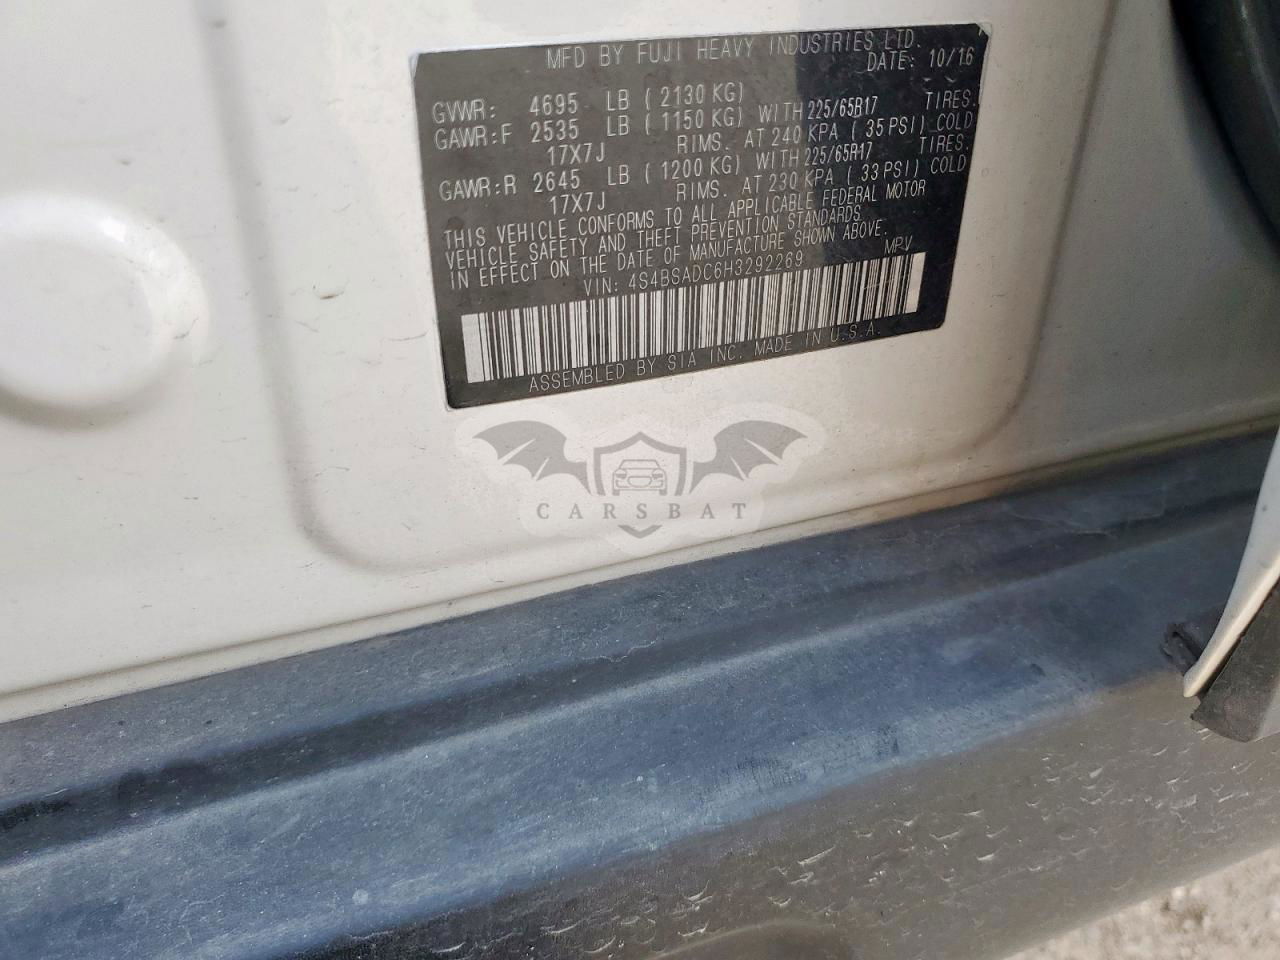 MFD BY FUJI HEAVY INDUSTRIES LTD.
DATE: 10/16
GVWR: 4695 LB ( 2130 KG)
GAWR:F 2535 LB ( 1150 KG) WITH 225/65R17 TIRES.
17X7J RIMS. AT 240 KPA ( 35 PSI) COLD
GAWR:R 2645 LB ( 1200 KG) WITH 225/65R17 TIRES.
17X7J RIMS. AT 230 KPA ( 33 PSI) COLD
THIS VEHICLE CONFORMS TO ALL APPLICABLE FEDERAL MOTOR
VEHICLE SAFETY AND THEFT PREVENTION STANDARDS
IN EFFECT ON THE DATE OF MANUFACTURE SHOWN ABOVE.
VIN: 4S4BSADC6H3292269 MPV
ASSEMBLED BY SIA INC. MADE IN U.S.A.
CARSBAT